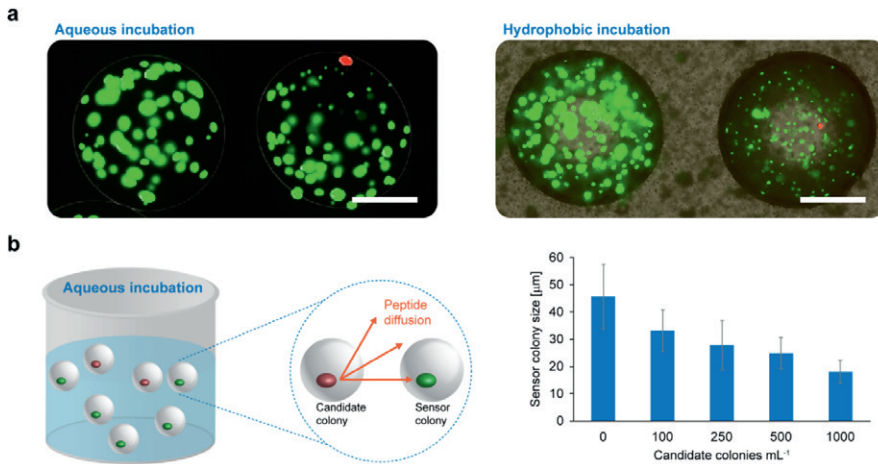 a
Aqueous incubation
Hydrophobic incubation
b
Aqueous incubation
Peptide
diffusion
Candidate
colony
Sensor
colony
Sensor colony size [μm]
60
50
40
30
20
10
0
0 100 250 500 1000
Candidate colonies mL⁻¹